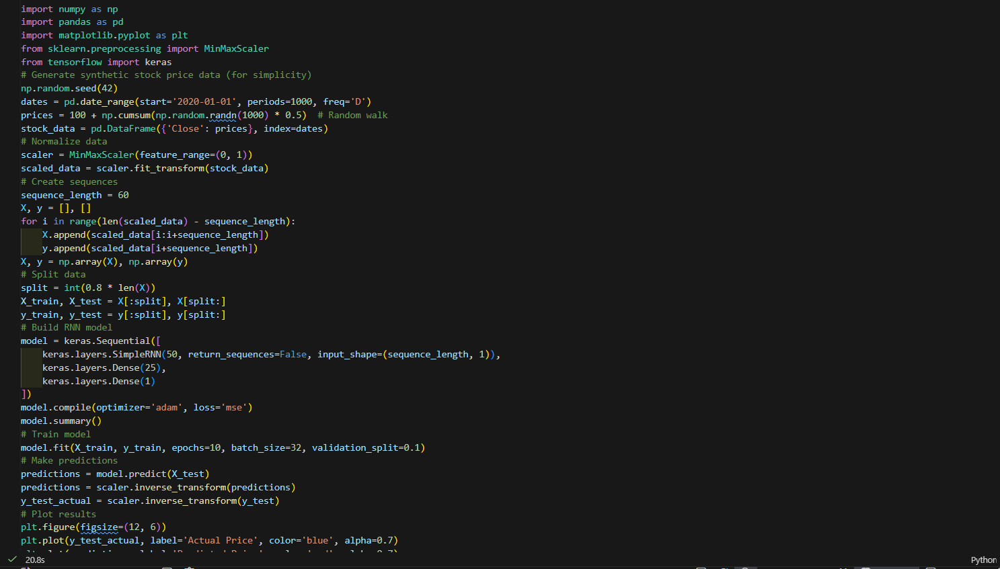 import numpy as np
import pandas as pd
import matplotlib.pyplot as plt
from sklearn.preprocessing import MinMaxScaler
from tensorflow import keras
# Generate synthetic stock price data (for simplicity)
np.random.seed(42)
dates = pd.date_range(start='2020-01-01', periods=1000, freq='D')
prices = 100 + np.cumsum(np.random.randn(1000) * 0.5)  # Random walk
stock_data = pd.DataFrame({'Close': prices}, index=dates)
# Normalize data
scaler = MinMaxScaler(feature_range=(0, 1))
scaled_data = scaler.fit_transform(stock_data)
# Create sequences
sequence_length = 60
X, y = [], []
for i in range(len(scaled_data) - sequence_length):
    X.append(scaled_data[i:i+sequence_length])
    y.append(scaled_data[i+sequence_length])
X, y = np.array(X), np.array(y)
# Split data
split = int(0.8 * len(X))
X_train, X_test = X[:split], X[split:]
y_train, y_test = y[:split], y[split:]
# Build RNN model
model = keras.Sequential([
    keras.layers.SimpleRNN(50, return_sequences=False, input_shape=(sequence_length, 1)),
    keras.layers.Dense(25),
    keras.layers.Dense(1)
])
model.compile(optimizer='adam', loss='mse')
model.summary()
# Train model
model.fit(X_train, y_train, epochs=10, batch_size=32, validation_split=0.1)
# Make predictions
predictions = model.predict(X_test)
predictions = scaler.inverse_transform(predictions)
y_test_actual = scaler.inverse_transform(y_test)
# Plot results
plt.figure(figsize=(12, 6))
plt.plot(y_test_actual, label='Actual Price', color='blue', alpha=0.7)
20.8s
Python